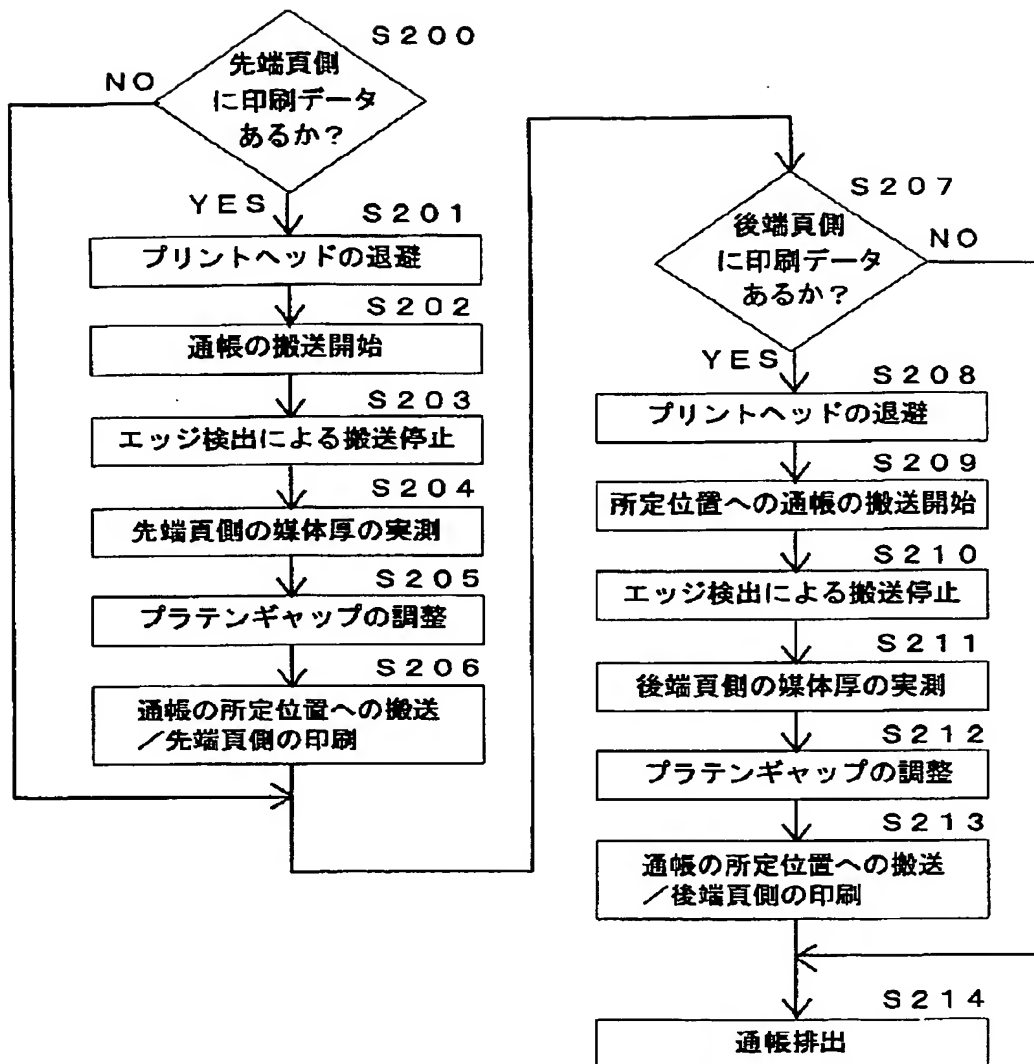 S200
先端頁側
に印刷データ
あるか？
NO
YES
S201
プリントヘッドの退避
S202
通帳の搬送開始
S203
エッジ検出による搬送停止
S204
先端頁側の媒体厚の実測
S205
プラテンギャップの調整
S206
通帳の所定位置への搬送
／先端頁側の印刷
S207
後端頁側
に印刷データ
あるか？
NO
YES
S208
プリントヘッドの退避
S209
所定位置への通帳の搬送開始
S210
エッジ検出による搬送停止
S211
後端頁側の媒体厚の実測
S212
プラテンギャップの調整
S213
通帳の所定位置への搬送
／後端頁側の印刷
S214
通帳排出